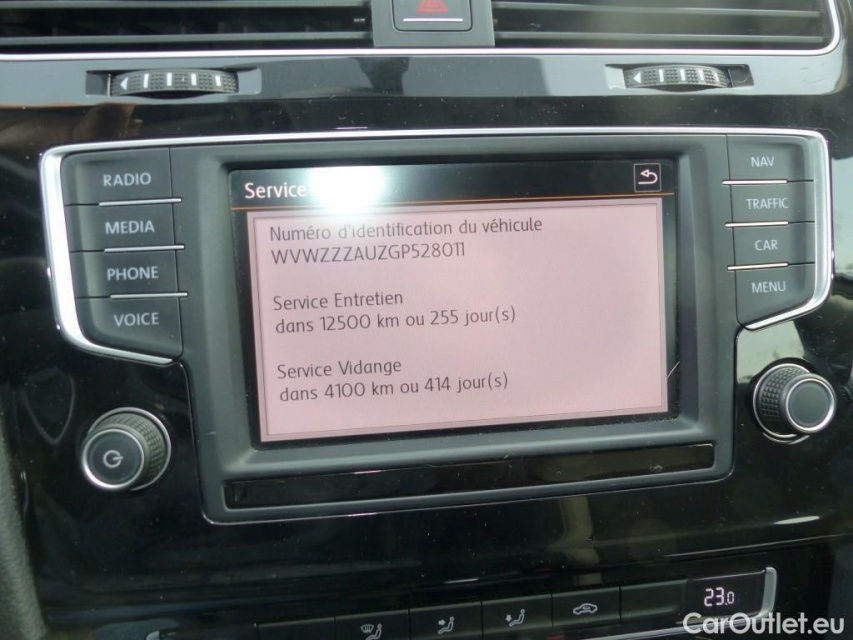 RADIO
MEDIA
PHONE
VOICE
Service
Numéro d'identification du véhicule
WVWZZZAUZGP528011
Service Entretien
dans 12500 km ou 255 jour(s)
Service Vidange
dans 4100 km ou 414 jour(s)
NAV
TRAFFIC
CAR
MENU
23.0
CarOutlet.eu